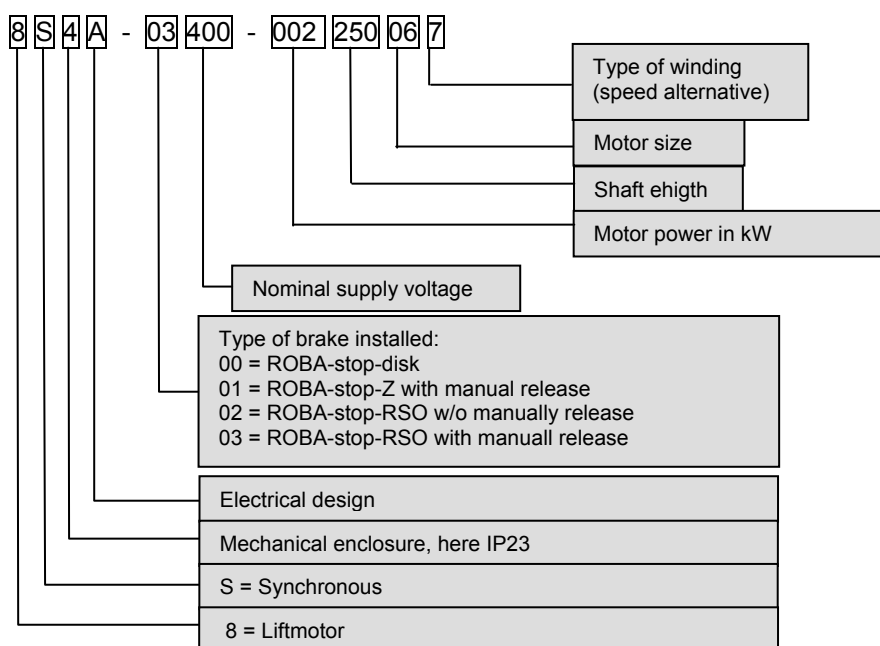 8 S 4 A - 03 400 - 002 250 06 7
Type of winding
(speed alternative)
Motor size
Shaft ehigth
Motor power in kW
Nominal supply voltage
Type of brake installed:
00 = ROBA-stop-disk
01 = ROBA-stop-Z with manual release
02 = ROBA-stop-RSO w/o manually release
03 = ROBA-stop-RSO with manuall release
Electrical design
Mechanical enclosure, here IP23
S = Synchronous
8 = Liftmotor